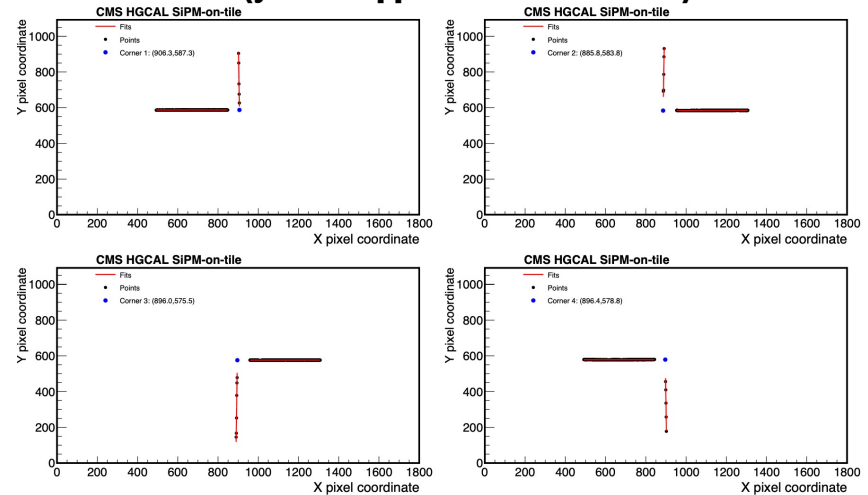 CMS HGCAL SiPM-on-tile
Fits
Points
Corner 1: (906.3,587.3)
Y pixel coordinate
1000
800
600
400
200
0
0 200 400 600 800 1000 1200 1400 1600 1800
X pixel coordinate
CMS HGCAL SiPM-on-tile
Fits
Points
Corner 2: (885.8,583.8)
Y pixel coordinate
1000
800
600
400
200
0
0 200 400 600 800 1000 1200 1400 1600 1800
X pixel coordinate
CMS HGCAL SiPM-on-tile
Fits
Points
Corner 3: (896.0,575.5)
Y pixel coordinate
1000
800
600
400
200
0
0 200 400 600 800 1000 1200 1400 1600 1800
X pixel coordinate
CMS HGCAL SiPM-on-tile
Fits
Points
Corner 4: (896.4,578.8)
Y pixel coordinate
1000
800
600
400
200
0
0 200 400 600 800 1000 1200 1400 1600 1800
X pixel coordinate